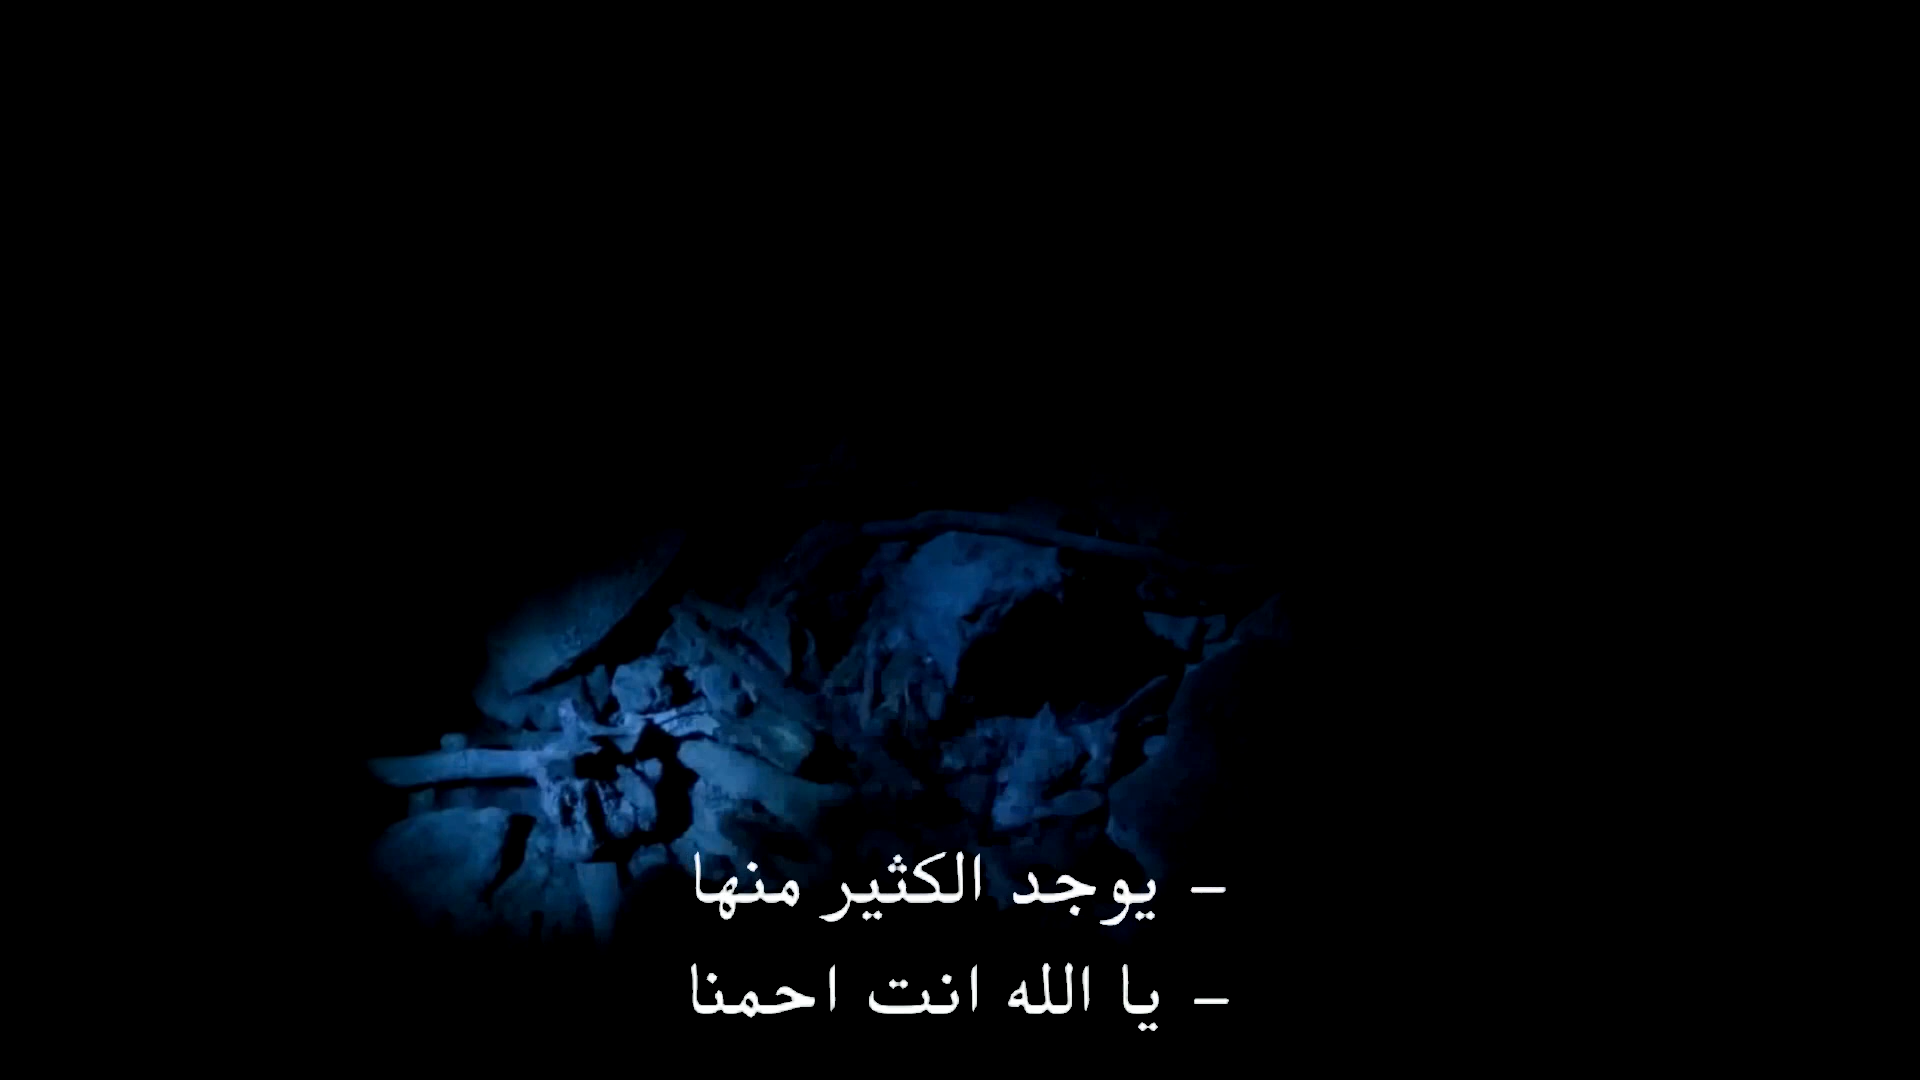 - يوجد الكثير منها
- يا الله انت احمنا